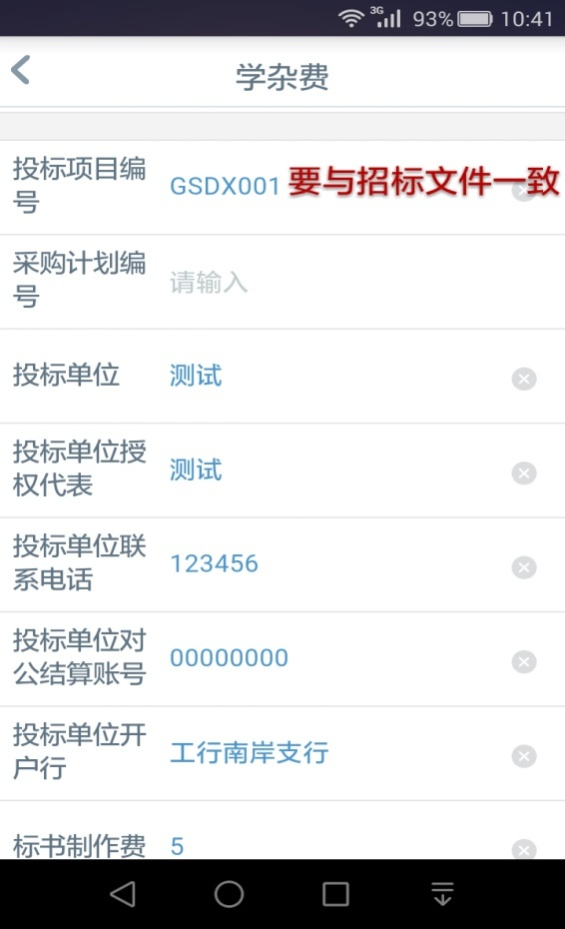 3G 93% 10:41
学杂费
投标项目编
号
GSDX001 要与招标文件一致
采购计划编
号
请输入
投标单位
测试
投标单位授
权代表
测试
投标单位联
系电话
123456
投标单位对
公结算账号
00000000
投标单位开
户行
工行南岸支行
标书制作费
5